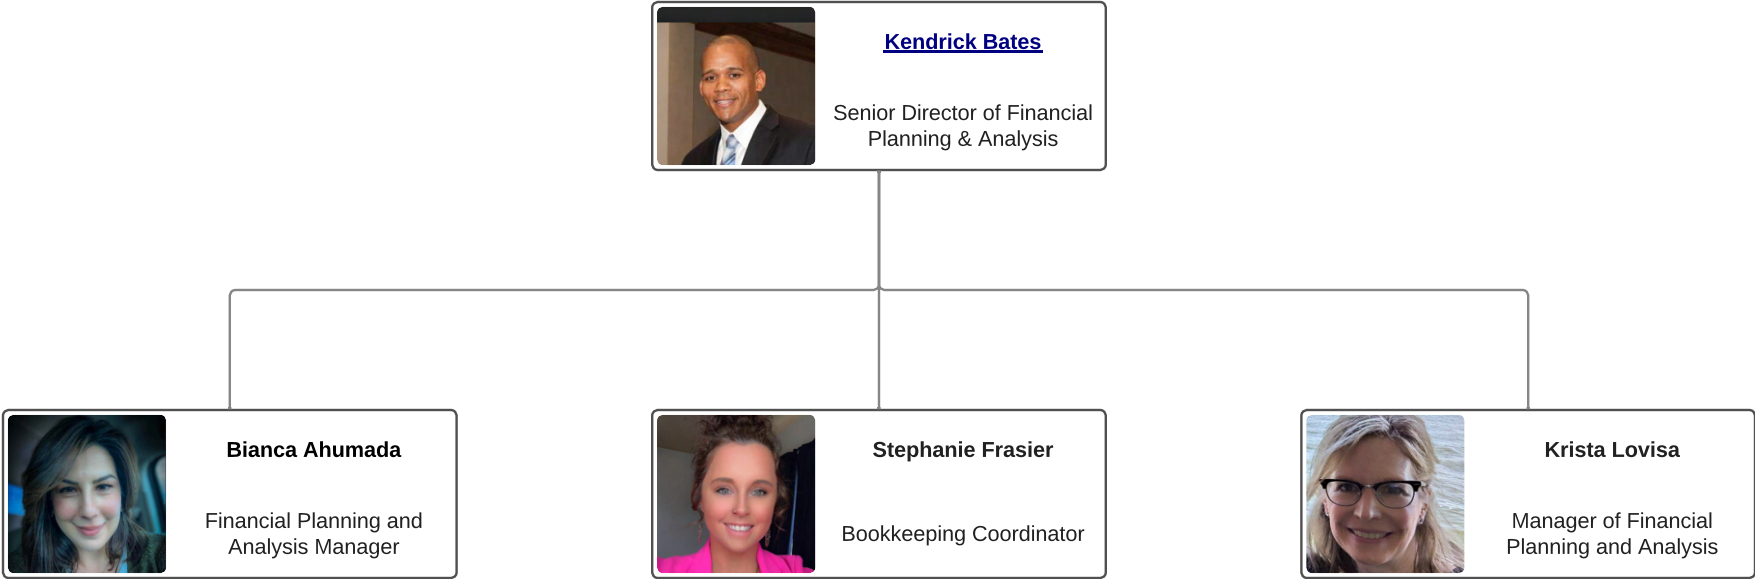 Kendrick Bates
Senior Director of Financial
Planning & Analysis
Bianca Ahumada
Financial Planning and
Analysis Manager
Stephanie Frasier
Bookkeeping Coordinator
Krista Lovisa
Manager of Financial
Planning and Analysis